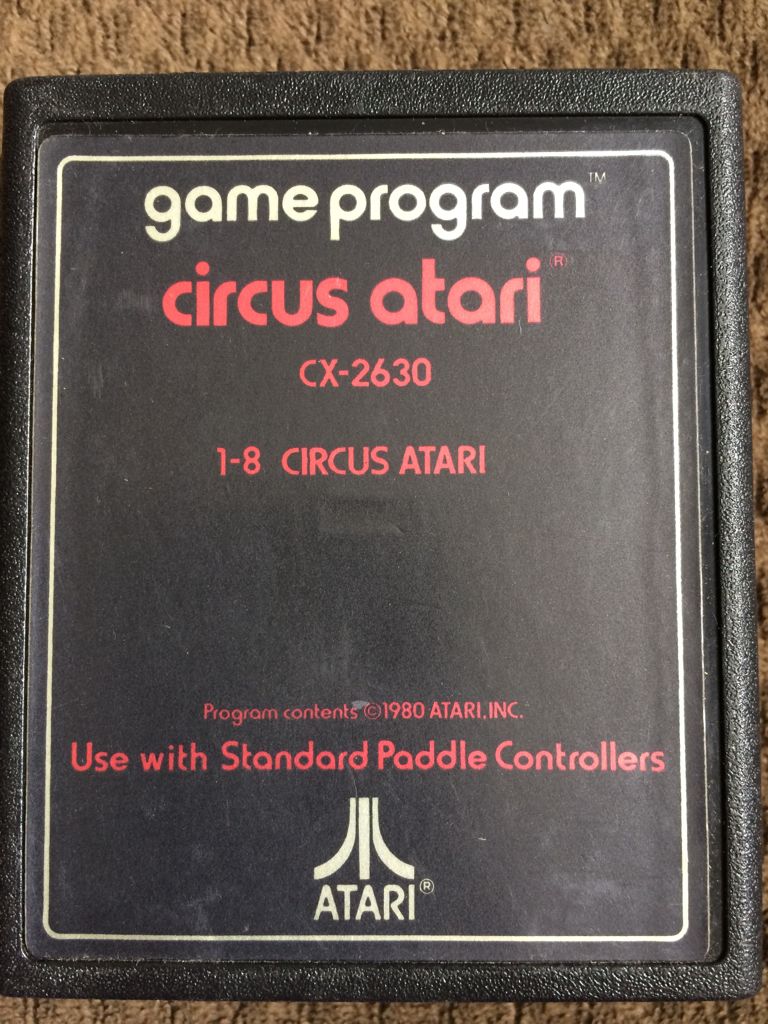 game program™
circus atari®
CX-2630
1-8 CIRCUS ATARI
Program contents ©1980 ATARI, INC.
Use with Standard Paddle Controllers
ATARI®